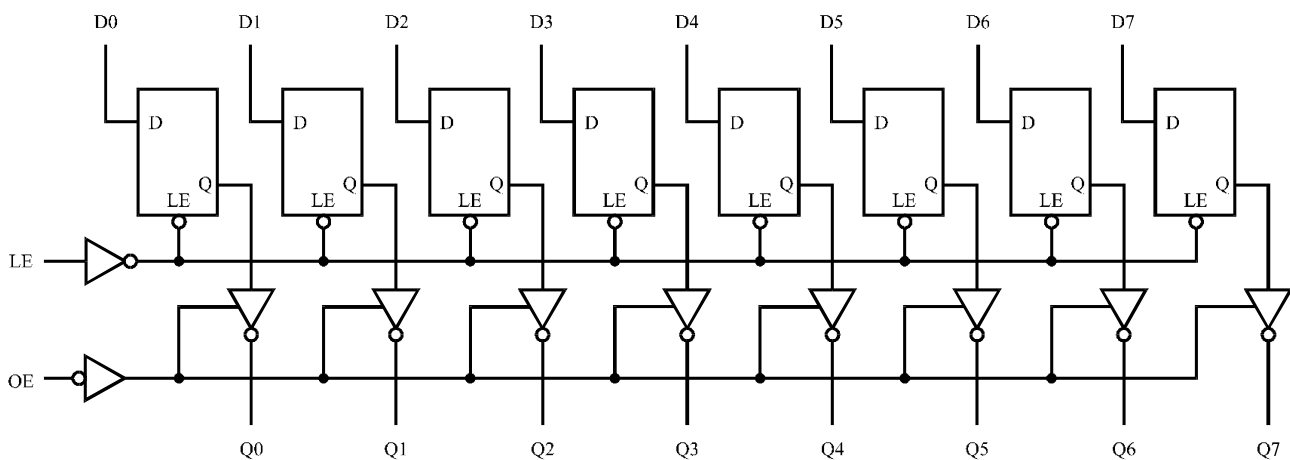 D0 D1 D2 D3 D4 D5 D6 D7
D D D D D D D D
Q Q Q Q Q Q Q Q
LE LE LE LE LE LE LE LE
LE
OE
Q0 Q1 Q2 Q3 Q4 Q5 Q6 Q7